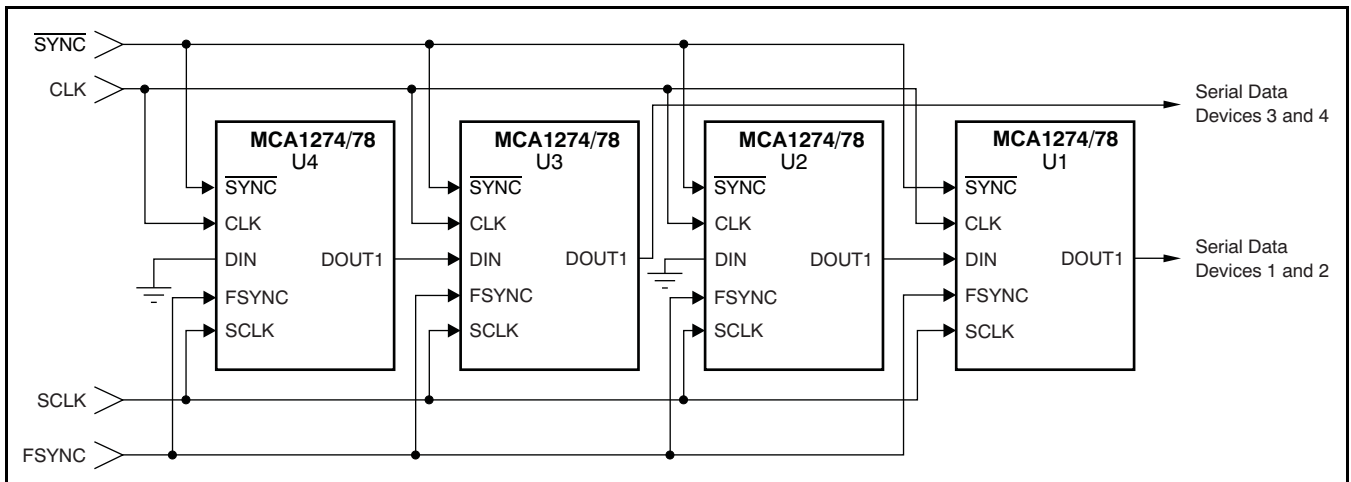 SYNC
CLK
Serial Data
Devices 3 and 4
MCA1274/78
U4
SYNC
CLK
DIN
DOUT1
FSYNC
SCLK
MCA1274/78
U3
SYNC
CLK
DIN
DOUT1
FSYNC
SCLK
MCA1274/78
U2
SYNC
CLK
DIN
DOUT1
FSYNC
SCLK
MCA1274/78
U1
SYNC
CLK
DIN
DOUT1
FSYNC
SCLK
Serial Data
Devices 1 and 2
SCLK
FSYNC